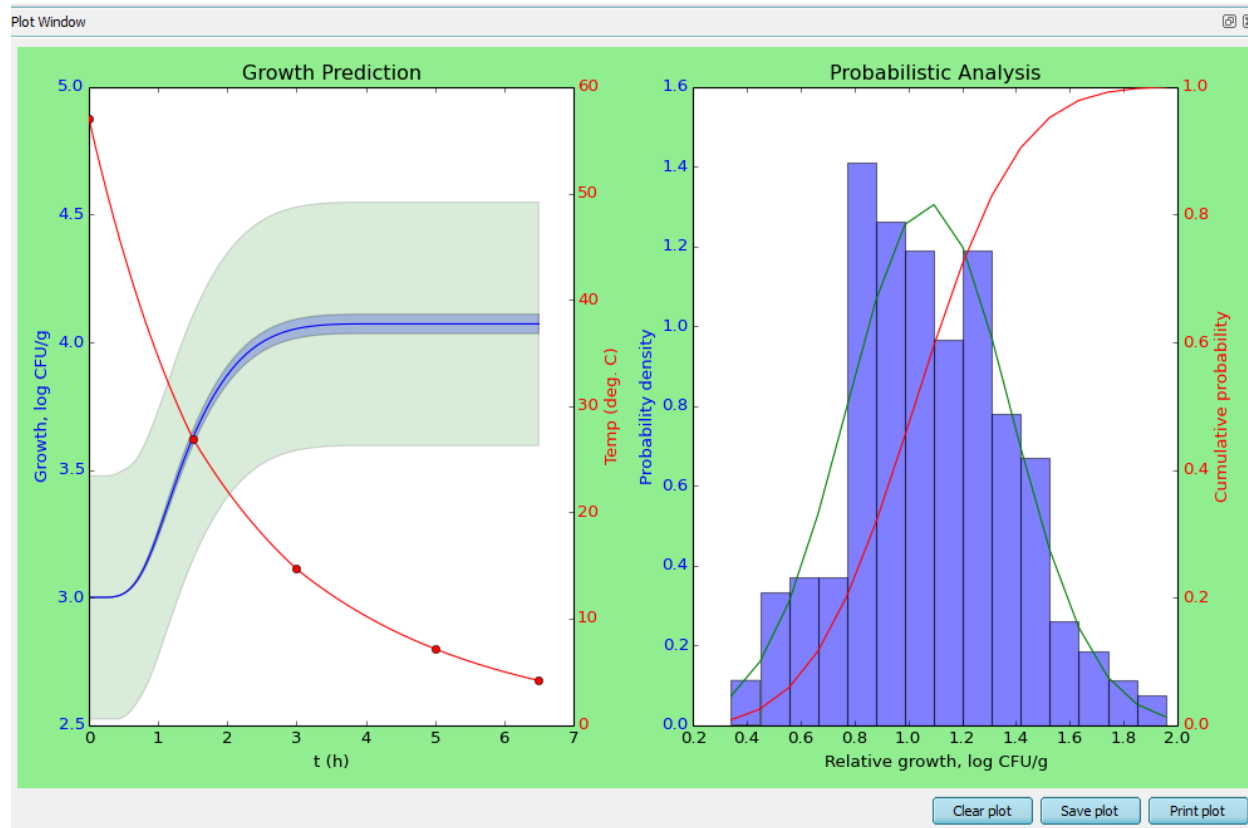 Plot Window
Growth Prediction
5.0
4.5
4.0
3.5
3.0
2.5
Growth, log CFU/g
60
50
40
30
20
10
0
Temp (deg. C)
0 1 2 3 4 5 6 7
t (h)
Probabilistic Analysis
1.6
1.4
1.2
1.0
0.8
0.6
0.4
0.2
0.0
Probability density
1.0
0.8
0.6
0.4
0.2
0.0
Cumulative probability
0.2 0.4 0.6 0.8 1.0 1.2 1.4 1.6 1.8 2.0
Relative growth, log CFU/g
Clear plot Save plot Print plot